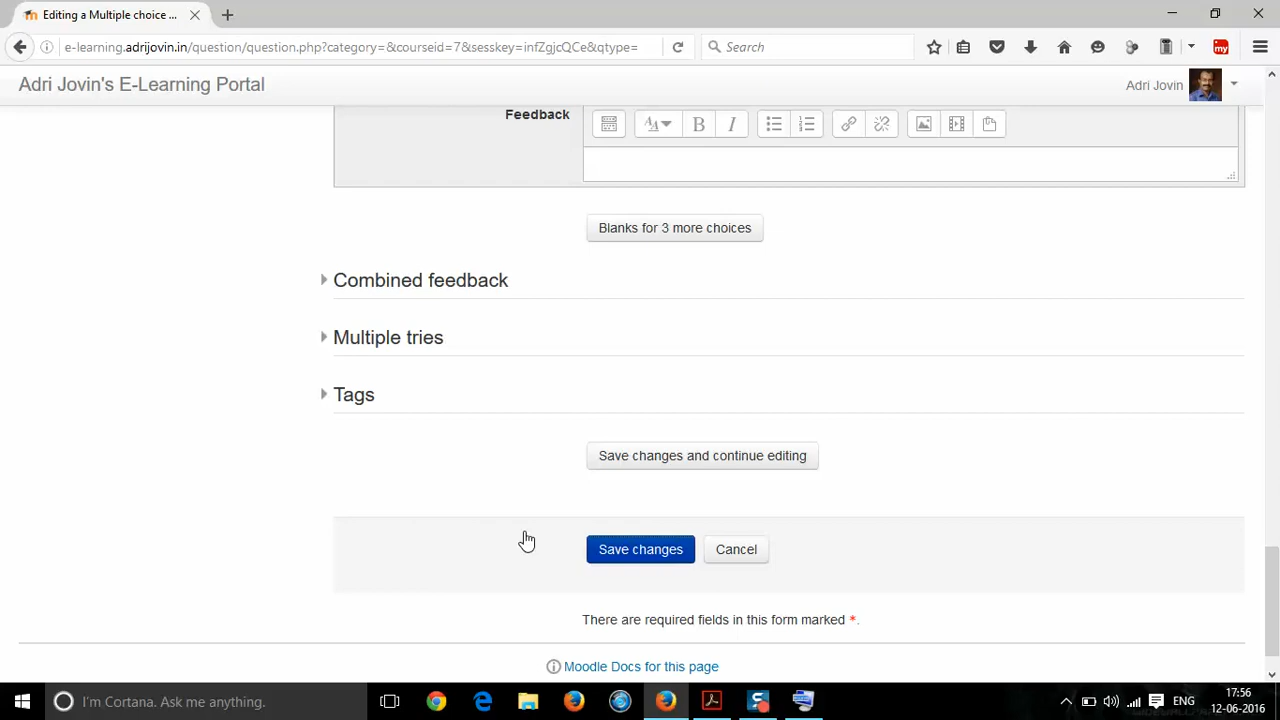 Editing a Multiple choice ...
e-learning.adrijovin.in/question/question.php?category=&courseid=7&sesskey=infZgJcQCe&qtype=
Search
my
Adri Jovin's E-Learning Portal
Adri Jovin
Feedback
Blanks for 3 more choices
Combined feedback
Multiple tries
Tags
Save changes and continue editing
Save changes
Cancel
There are required fields in this form marked *.
Moodle Docs for this page
I'm Cortana. Ask me anything.
ENG
17:56
12-06-2016